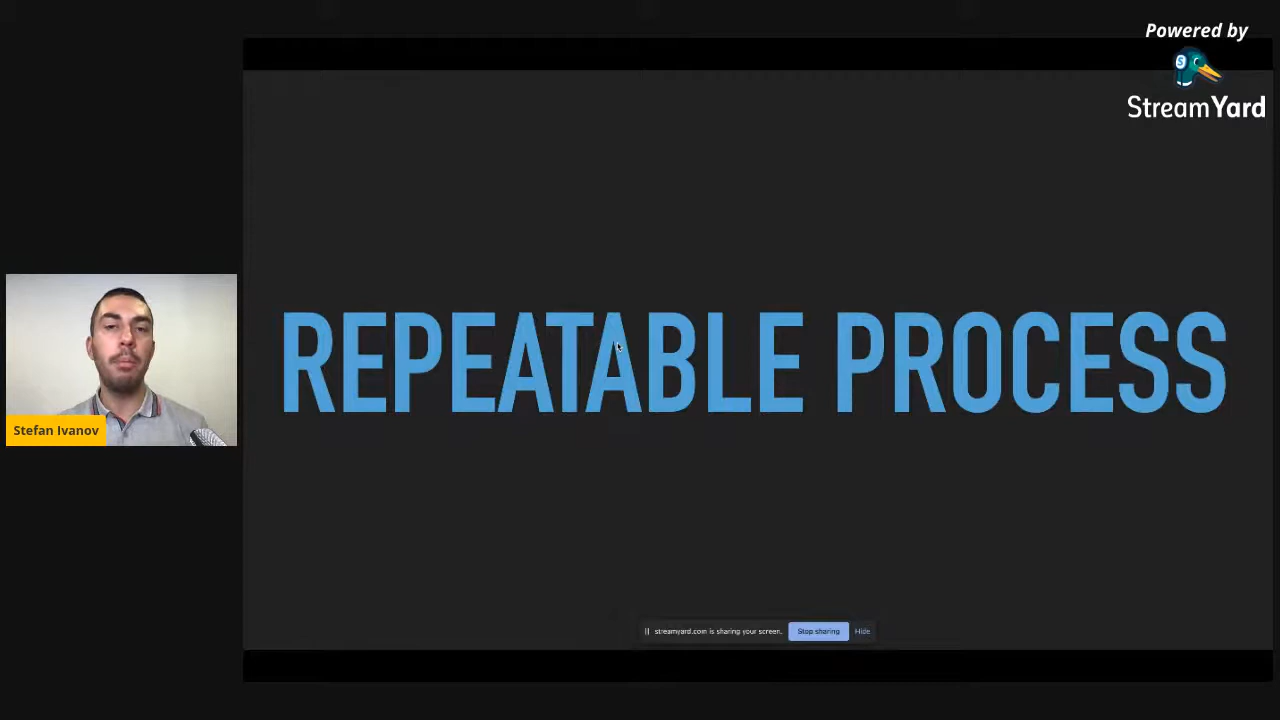 Powered by
StreamYard
REPEATABLE PROCESS
Stefan Ivanov
streamyard.com is sharing your screen.
Stop sharing
Hide